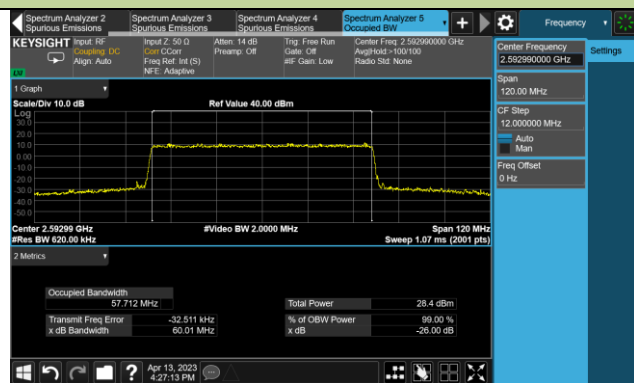 Spectrum Analyzer 2
Spurious Emissions
Spectrum Analyzer 3
Spurious Emissions
Spectrum Analyzer 4
Spurious Emissions
Spectrum Analyzer 5
Occupied BW
Frequency
KEYSIGHT
Input: RF
Coupling: DC
Align: Auto
Input Z: 50 Ω
Corr CCorr
Freq Ref: Int (S)
NFE: Adaptive
Atten: 14 dB
Preamp: Off
Trig: Free Run
Gate: Off
#IF Gain: Low
Center Freq: 2.592990000 GHz
Avg|Hold:>100/100
Radio Std: None
Center Frequency
2.592990000 GHz
Settings
Span
120.00 MHz
CF Step
12.000000 MHz
Auto
Man
Freq Offset
0 Hz
1 Graph
Scale/Div 10.0 dB
Ref Value 40.00 dBm
Log
30.0
20.0
10.0
0.00
-10.0
-20.0
-30.0
-40.0
-50.0
Center 2.59299 GHz
#Video BW 2.0000 MHz
Span 120 MHz
#Res BW 620.00 kHz
Sweep 1.07 ms (2001 pts)
2 Metrics
Occupied Bandwidth
57.712 MHz
Total Power
28.4 dBm
Transmit Freq Error
-32.511 kHz
% of OBW Power
99.00 %
x dB Bandwidth
60.01 MHz
x dB
-26.00 dB
?
Apr 13, 2023
4:27:13 PM